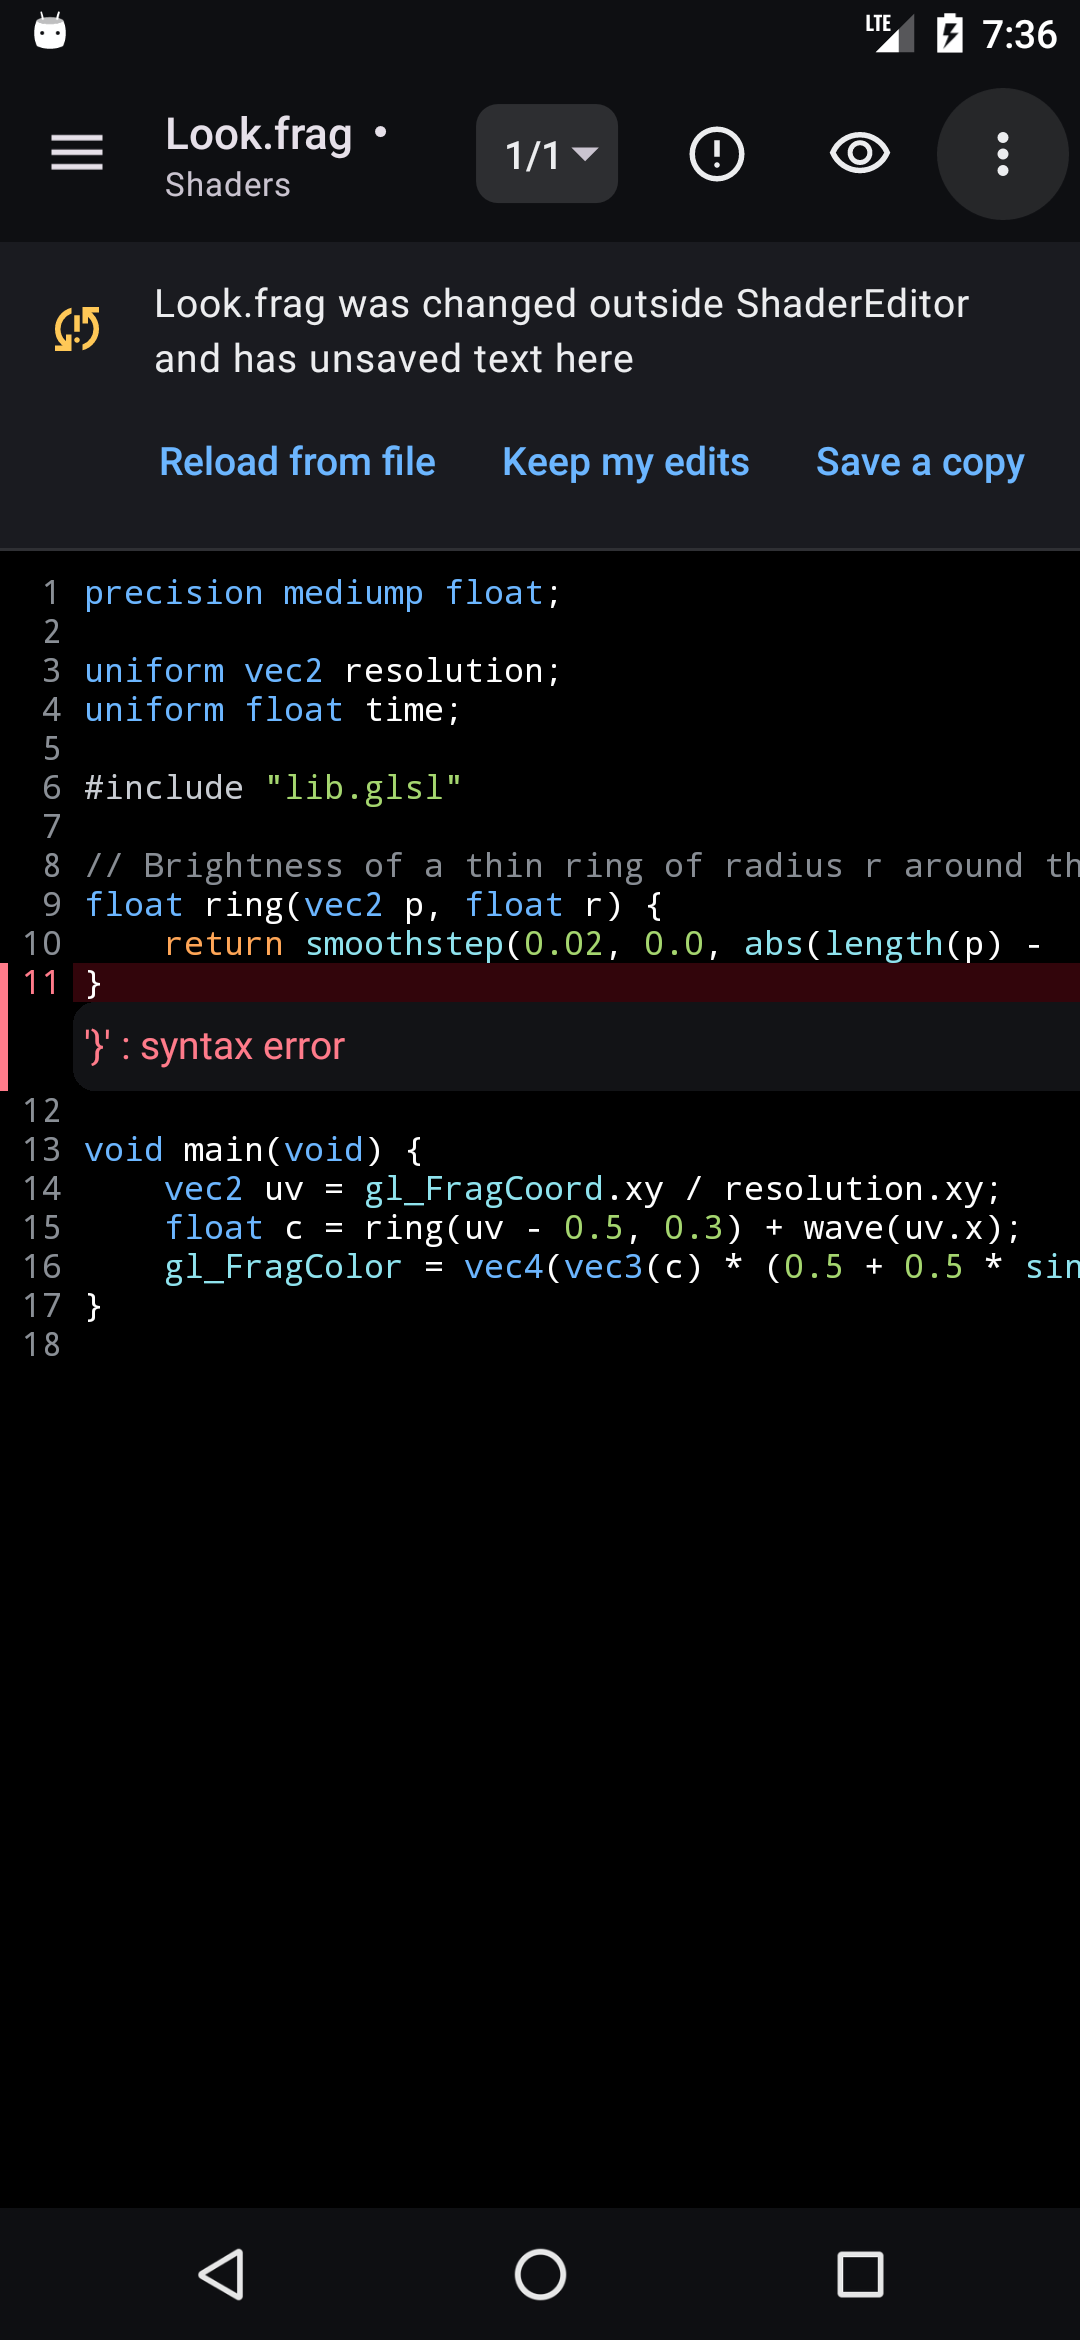 LTE 7:36
Look.frag •
Shaders
1/1
Look.frag was changed outside ShaderEditor
and has unsaved text here
Reload from file Keep my edits Save a copy
1 precision mediump float;
2
3 uniform vec2 resolution;
4 uniform float time;
5
6 #include "lib.glsl"
7
8 // Brightness of a thin ring of radius r around th
9 float ring(vec2 p, float r) {
10     return smoothstep(0.02, 0.0, abs(length(p) -
11 }
'}' : syntax error
12
13 void main(void) {
14     vec2 uv = gl_FragCoord.xy / resolution.xy;
15     float c = ring(uv - 0.5, 0.3) + wave(uv.x);
16     gl_FragColor = vec4(vec3(c) * (0.5 + 0.5 * sin
17 }
18